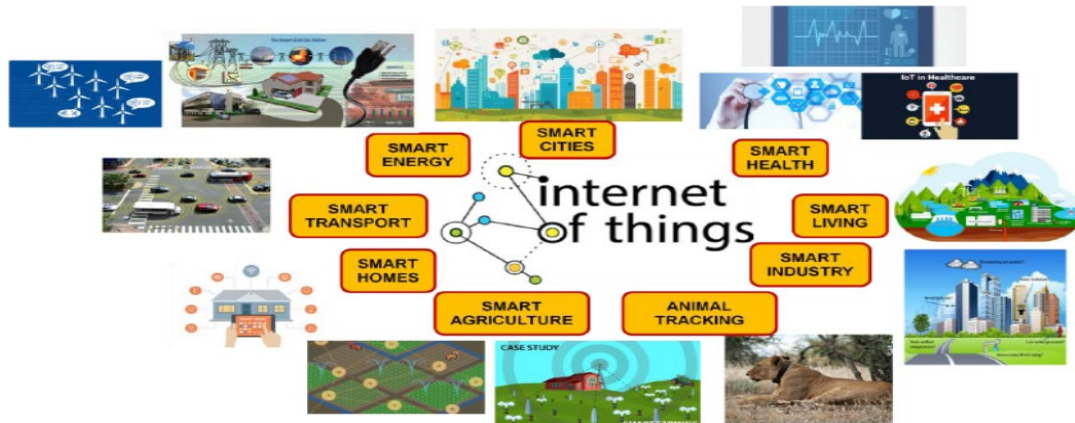 IoT in Healthcare
SMART
CITIES
SMART
ENERGY
SMART
HEALTH
internet
of things
SMART
TRANSPORT
SMART
LIVING
SMART
HOMES
SMART
INDUSTRY
SMART
AGRICULTURE
ANIMAL
TRACKING
CASE STUDY